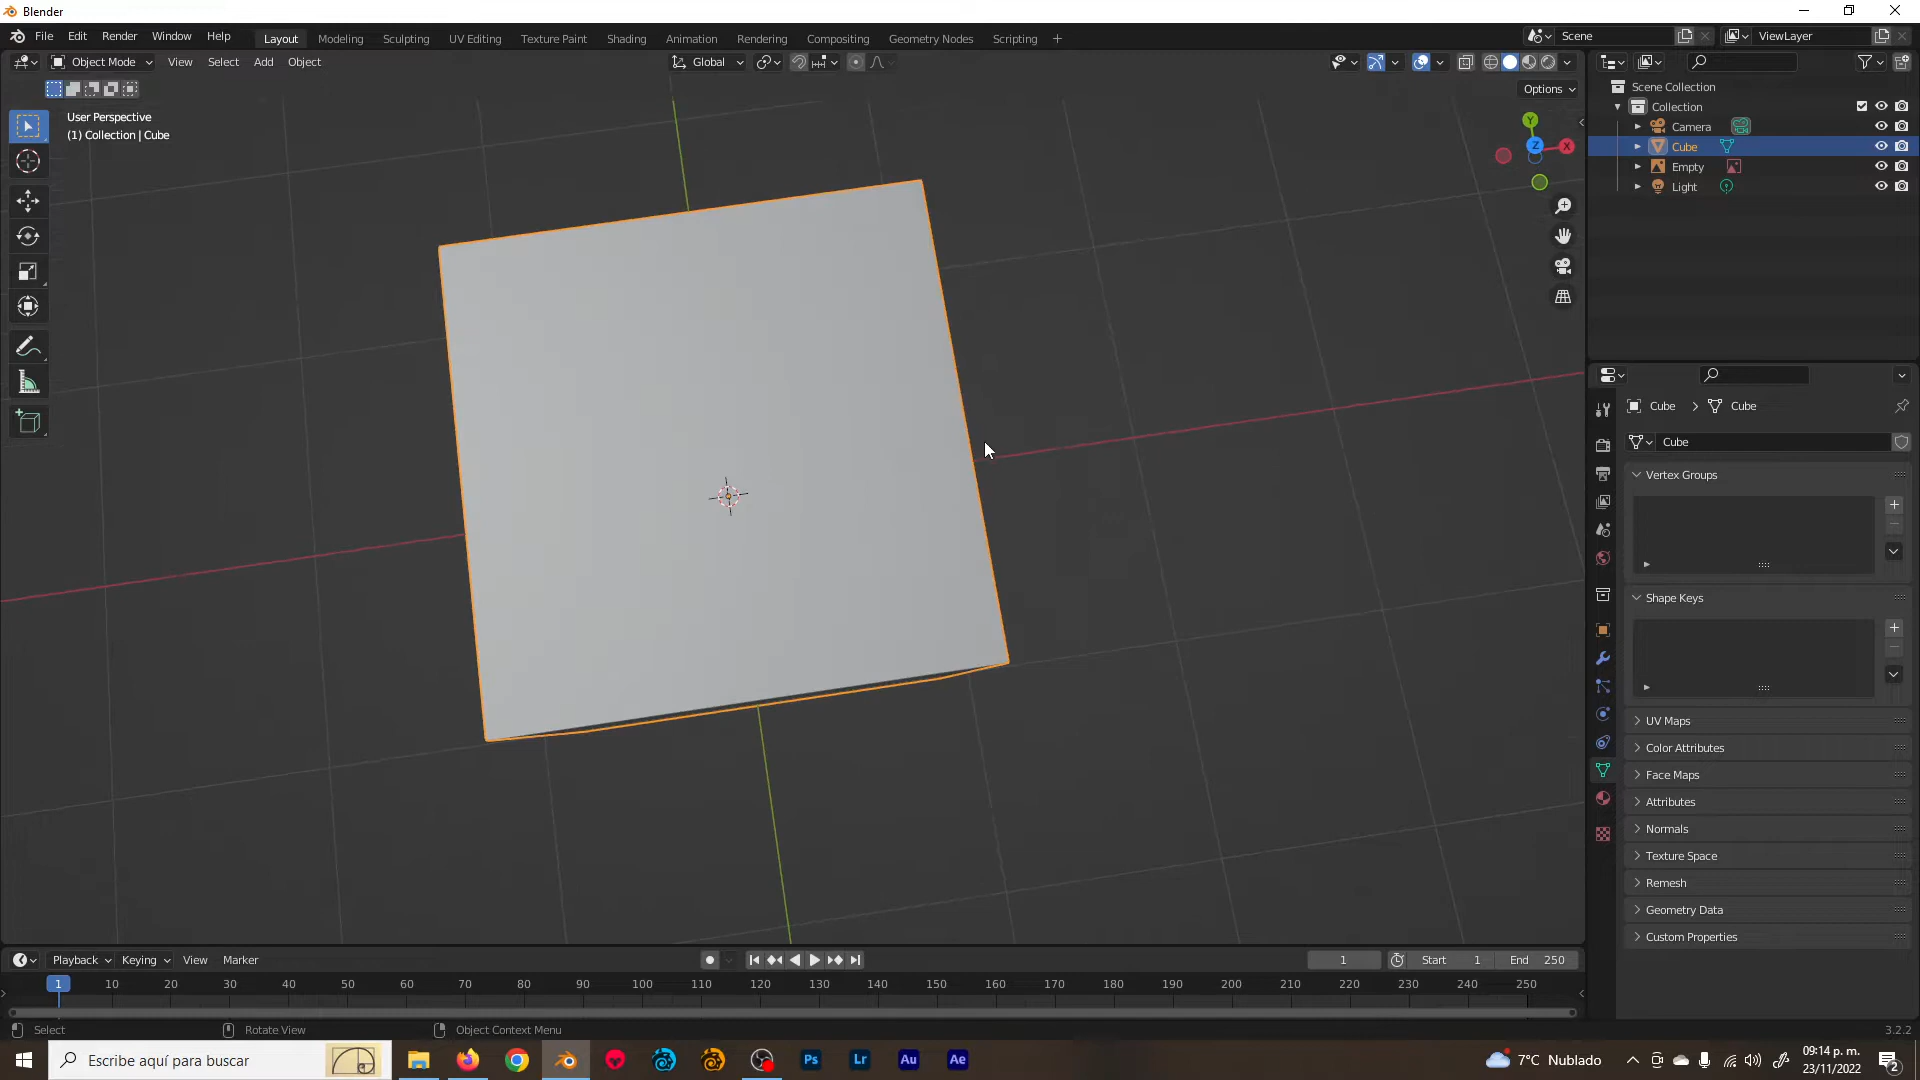 Blender
File Edit Render Window Help
Layout Modeling Sculpting UV Editing Texture Paint Shading Animation Rendering Compositing Geometry Nodes Scripting +
Scene
ViewLayer
Object Mode View Select Add Object
Global
Options
User Perspective
(1) Collection | Cube
Y
Z
X
Scene Collection
Collection
Camera
Cube
Empty
Light
Cube > Cube
Cube
Vertex Groups
Shape Keys
UV Maps
Color Attributes
Face Maps
Attributes
Normals
Texture Space
Remesh
Geometry Data
Custom Properties
Playback Keying View Marker
1
Start 1
End 250
1 10 20 30 40 50 60 70 80 90 100 110 120 130 140 150 160 170 180 190 200 210 220 230 240 250
Select
Rotate View
Object Context Menu
3.2.2
Escribe aquí para buscar
Ps
Lr
Au
Ae
7°C Nublado
09:14 p. m.
23/11/2022
2